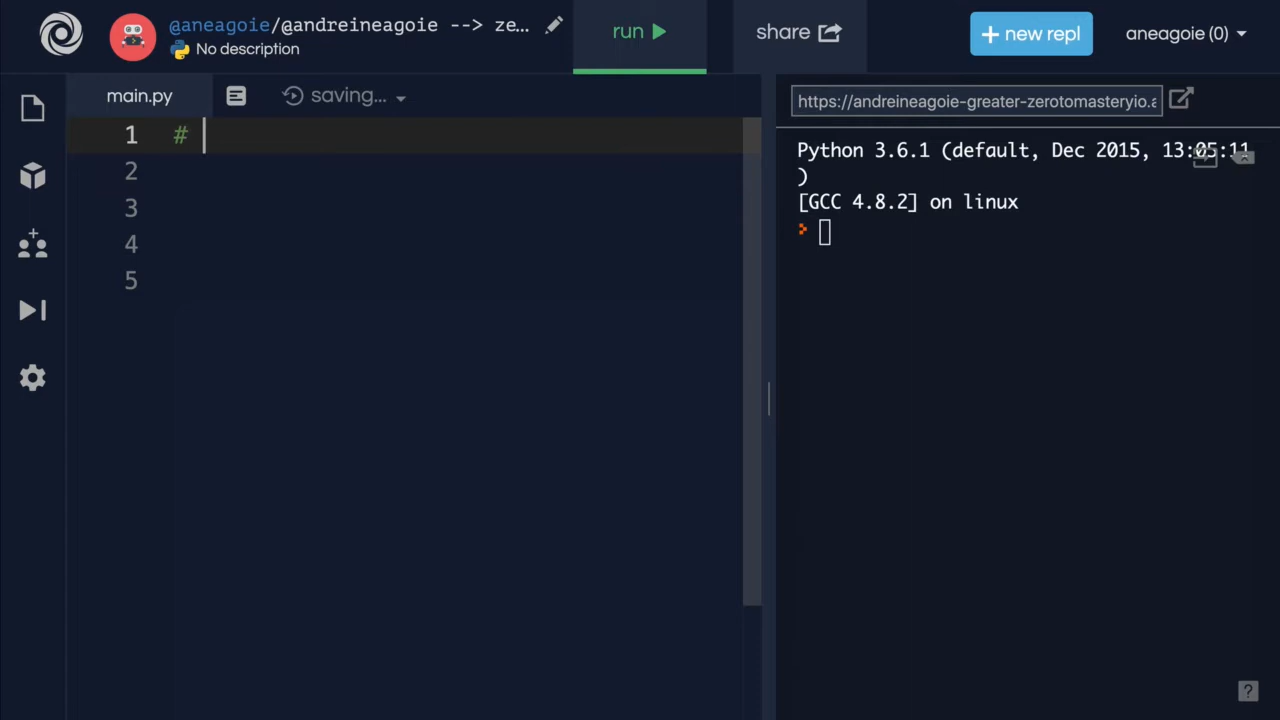 @aneagoie/@andreineagoie --> ze...
No description
run
share
+ new repl
aneagoie (0)
main.py
saving...
https://andreineagoie-greater-zerotomasteryio.a
1 #
2
3
4
5
Python 3.6.1 (default, Dec 2015, 13:05:11
)
[GCC 4.8.2] on linux
?